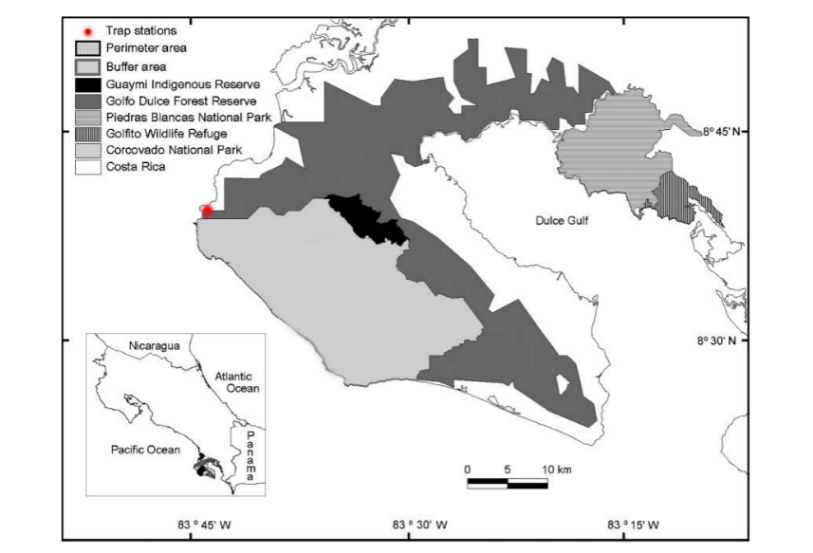 Trap stations
Perimeter area
Buffer area
Guaymi Indigenous Reserve
Golfo Dulce Forest Reserve
Piedras Blancas National Park
Golfito Wildlife Refuge
Corcovado National Park
Costa Rica
8º 45' N
Dulce Gulf
8º 30' N
Nicaragua
Atlantic
Ocean
Pacific Ocean
Panama
0 5 10 km
83 º 45' W 83 º 30' W 83 º 15' W